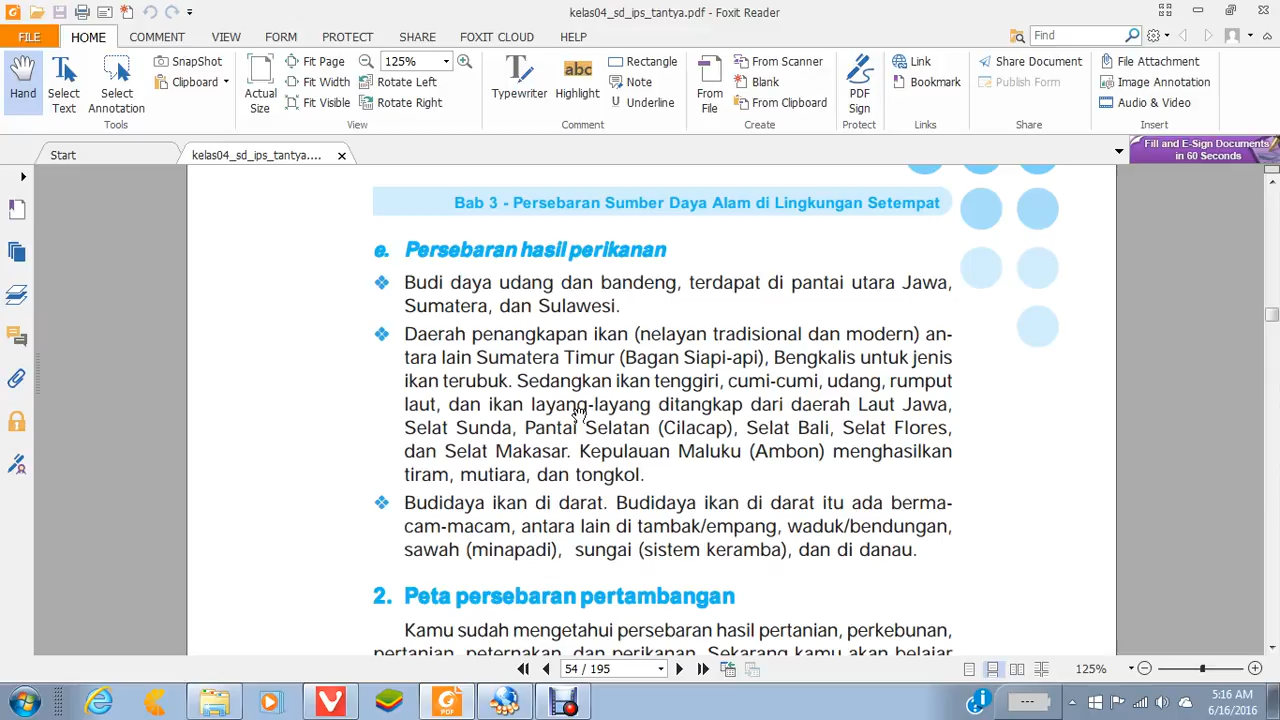 kelas04_sd_ips_tantya.pdf - Foxit Reader
FILE HOME COMMENT VIEW FORM PROTECT SHARE FOXIT CLOUD HELP Find
Hand
Select Text
Select Annotation
SnapShot
Clipboard
Tools
Actual Size
Fit Page
Fit Width
Fit Visible
125%
Rotate Left
Rotate Right
View
Typewriter
abc
Highlight
Rectangle
Note
Underline
Comment
From File
From Scanner
Blank
From Clipboard
Create
PDF Sign
Protect
Link
Bookmark
Links
Share Document
Publish Form
Share
File Attachment
Image Annotation
Audio & Video
Insert
Start kelas04_sd_ips_tantya....
Fill and E-Sign Documents
in 60 Seconds
Bab 3 - Persebaran Sumber Daya Alam di Lingkungan Setempat
e. Persebaran hasil perikanan
❖ Budi daya udang dan bandeng, terdapat di pantai utara Jawa,
Sumatera, dan Sulawesi.
❖ Daerah penangkapan ikan (nelayan tradisional dan modern) an-
tara lain Sumatera Timur (Bagan Siapi-api), Bengkalis untuk jenis
ikan terubuk. Sedangkan ikan tenggiri, cumi-cumi, udang, rumput
laut, dan ikan layang-layang ditangkap dari daerah Laut Jawa,
Selat Sunda, Pantai Selatan (Cilacap), Selat Bali, Selat Flores,
dan Selat Makasar. Kepulauan Maluku (Ambon) menghasilkan
tiram, mutiara, dan tongkol.
❖ Budidaya ikan di darat. Budidaya ikan di darat itu ada berma-
cam-macam, antara lain di tambak/empang, waduk/bendungan,
sawah (minapadi), sungai (sistem keramba), dan di danau.
2. Peta persebaran pertambangan
Kamu sudah mengetahui persebaran hasil pertanian, perkebunan,
pertanian, peternakan, dan perikanan. Sekarang kamu akan belajar
54 / 195
125%
5:16 AM
6/16/2016